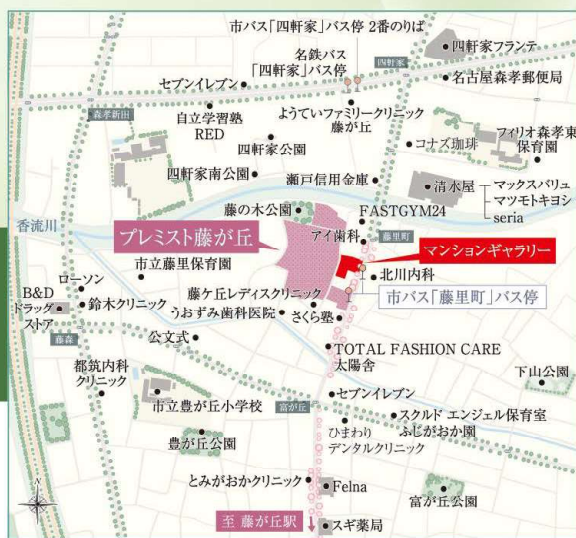 市バス「四軒家」バス停 2番のりば
名鉄バス
「四軒家」バス停
四軒家
四軒家フランテ
名古屋森孝郵便局
セブンイレブン
森孝新田
自立学習塾
RED
ようていファミリークリニック
藤が丘
四軒家公園
コナズ珈琲
フィリオ森孝東
保育園
四軒家南公園
瀬戸信用金庫
清水屋
マックスバリュ
マツモトキヨシ
seria
藤の木公園
FASTGYM24
香流川
プレミスト藤が丘
アイ歯科
藤里町
マンションギャラリー
市立藤里保育園
北川内科
ローソン
B&D
ドラッグ
ストア
鈴木クリニック
藤ケ丘レディスクリニック
市バス「藤里町」バス停
うおずみ歯科医院
さくら塾
藤森
公文式
TOTAL FASHION CARE
太陽舎
都筑内科
クリニック
下山公園
セブンイレブン
市立豊が丘小学校
富が丘
スクルド エンジェル保育室
ふじがおか園
豊が丘公園
ひまわり
デンタルクリニック
とみがおかクリニック
Felna
富が丘公園
至 藤が丘駅
スギ薬局
N